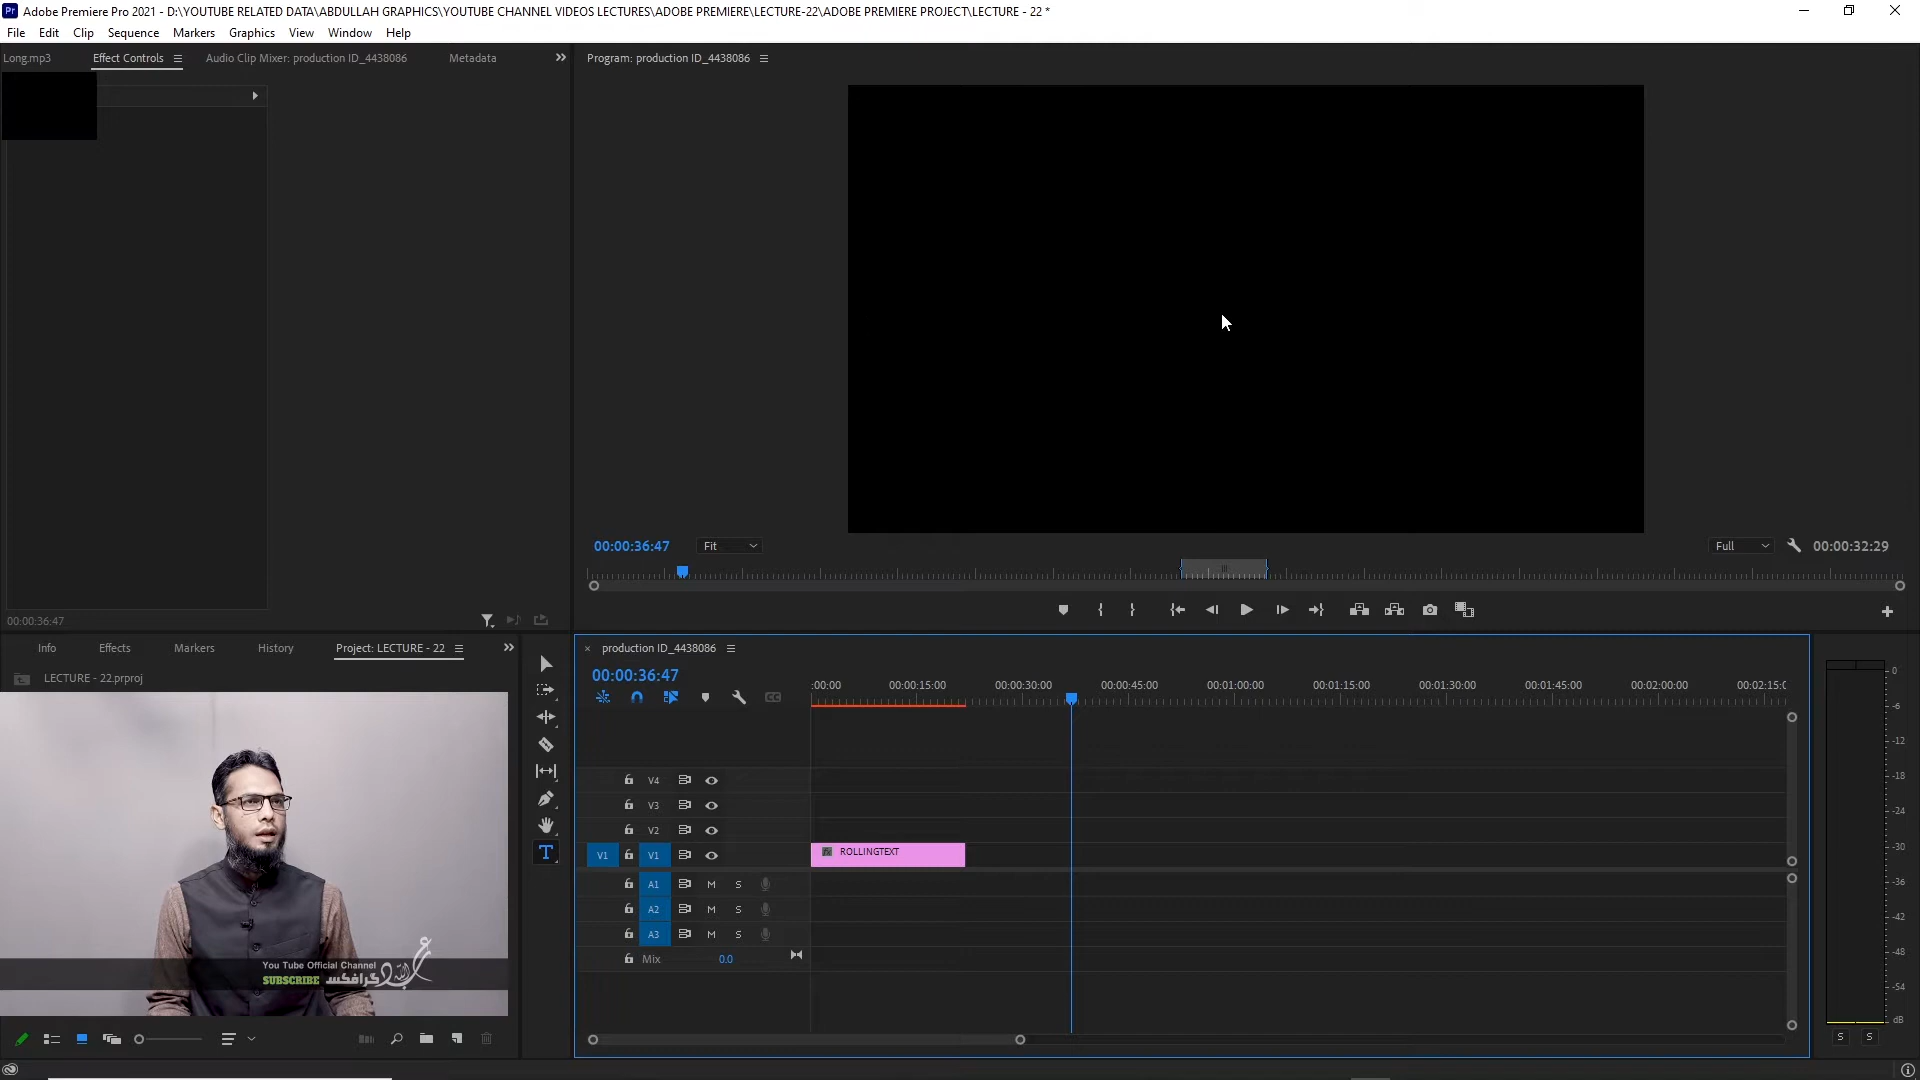 Adobe Premiere Pro 2021 - D:\YOUTUBE RELATED DATA\ABDULLAH GRAPHICS\YOUTUBE CHANNEL VIDEOS LECTURES\ADOBE PREMIERE\LECTURE-22\ADOBE PREMIERE PROJECT\LECTURE - 22 *
File Edit Clip Sequence Markers Graphics View Window Help
Long.mp3 Effect Controls Audio Clip Mixer: production ID_4438086 Metadata
Program: production ID_4438086
00:00:36:47 Fit Full 00:00:32:29
00:00:36:47
Info Effects Markers History Project: LECTURE - 22
LECTURE - 22.prproj
You Tube Official Channel
SUBSCRIBE عبداللہ گرافکس
production ID_4438086
00:00:36:47
:00:00 00:00:15:00 00:00:30:00 00:00:45:00 00:01:00:00 00:01:15:00 00:01:30:00 00:01:45:00 00:02:00:00 00:02:15:0
V4
V3
V2
V1 V1 ROLLINGTEXT
A1 M S
A2 M S
A3 M S
Mix 0.0
0
-6
-12
-18
-24
-30
-36
-42
-48
-54
dB
S S